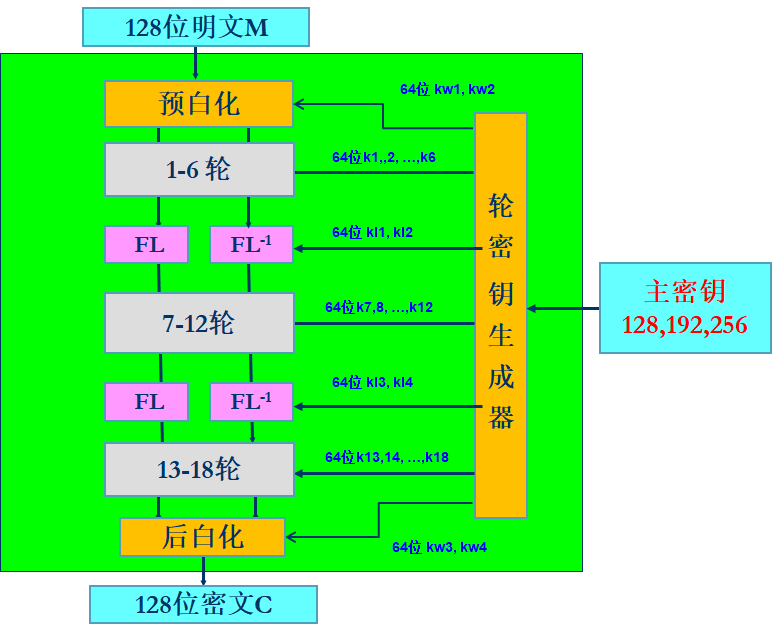 128位明文M
预白化
64位 kw1, kw2
1-6 轮
64位k1,,2, …,k6
FL
FL-1
64位 kl1, kl2
7-12轮
64位k7,8, …,k12
FL
FL-1
64位 kl3, kl4
13-18轮
64位k13,14, …,k18
后白化
64位 kw3, kw4
128位密文C
轮
密
钥
生
成
器
主密钥
128,192,256